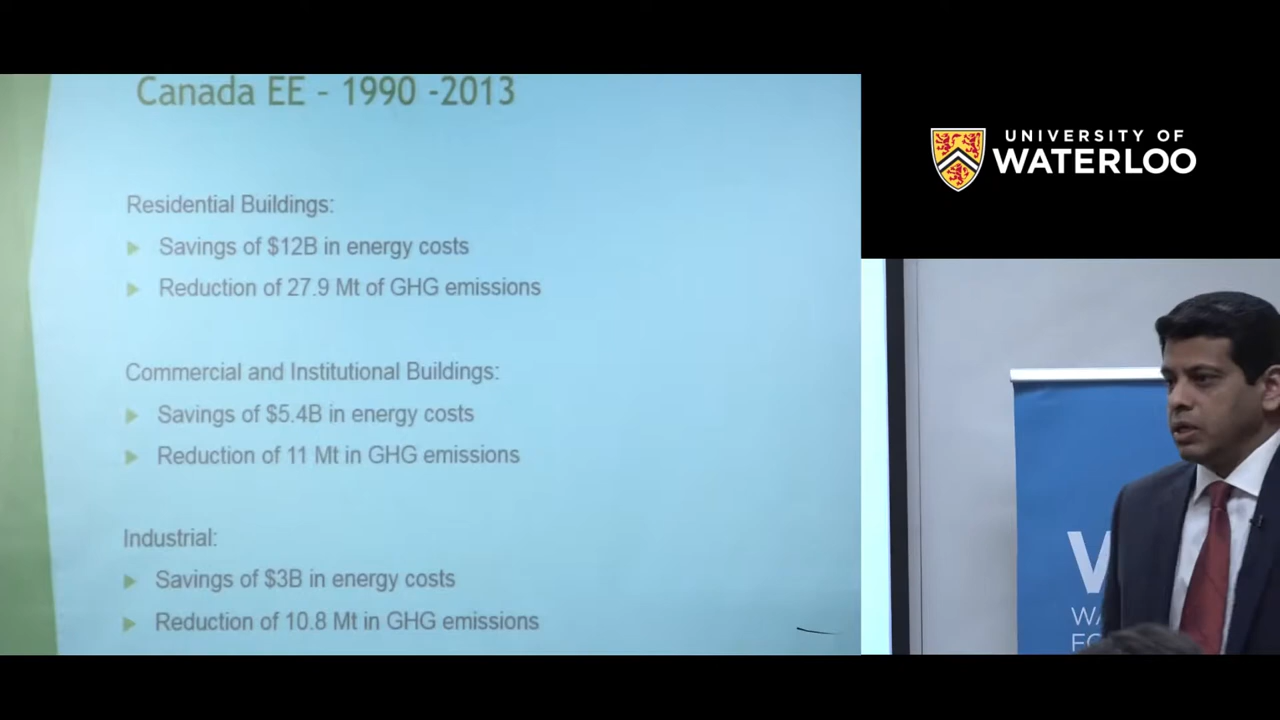 Canada EE - 1990 -2013
Residential Buildings:
Savings of $12B in energy costs
Reduction of 27.9 Mt of GHG emissions
Commercial and Institutional Buildings:
Savings of $5.4B in energy costs
Reduction of 11 Mt in GHG emissions
Industrial:
Savings of $3B in energy costs
Reduction of 10.8 Mt in GHG emissions
UNIVERSITY OF
WATERLOO
W
WA
FO